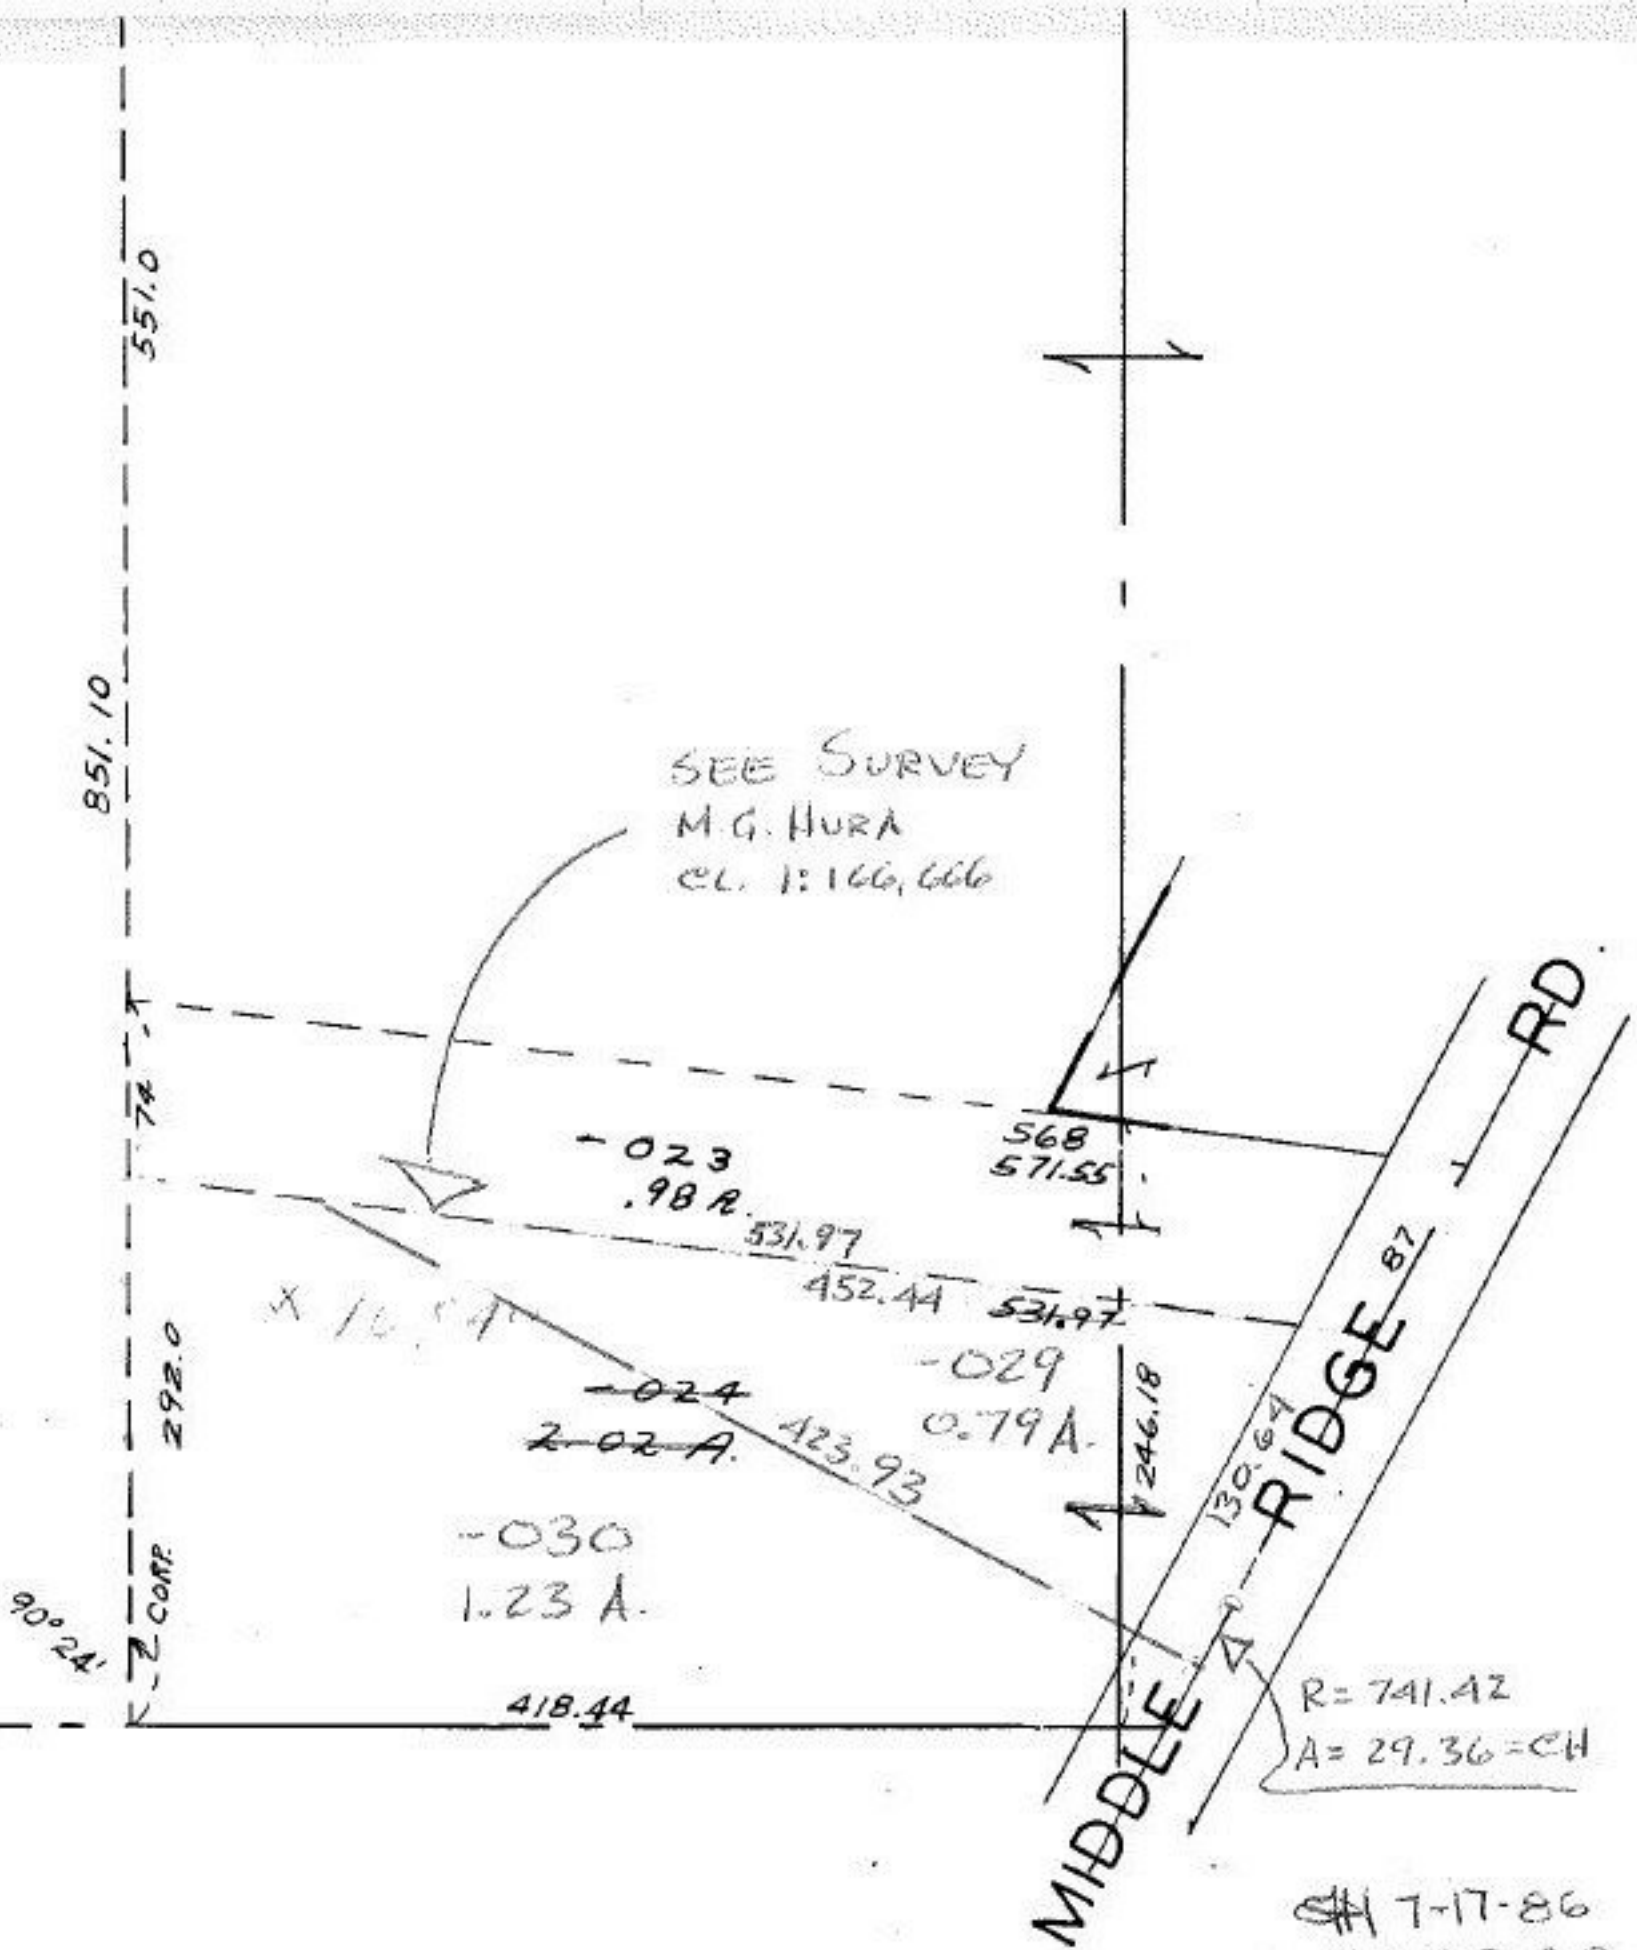 551.0
851.10
SEE SURVEY
M.G. HURA
CL. 1:166,666
RD.
74
568
571.55
-023
.98 A.
531.97
452.44
531.97
87
292.0
-029
0.79 A.
246.18
130.64
RIDGE
-024
2.02 A.
423.93
-030
1.23 A.
CORP.
90° 24'
418.44
MIDDLE
R= 741.42
A= 29.36=CH
7-17-86